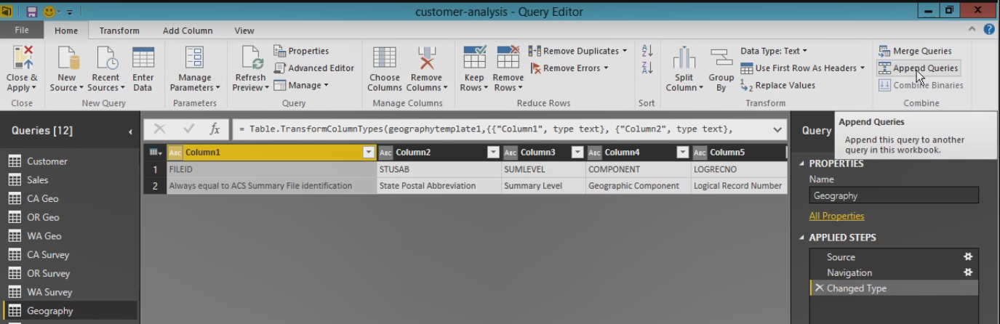 customer-analysis - Query Editor
File Home Transform Add Column View
Close & Apply New Source Recent Sources Enter Data Manage Parameters Refresh Preview Properties Advanced Editor Manage Choose Columns Remove Columns Keep Rows Remove Rows Remove Duplicates Remove Errors Split Column Group By Data Type: Text Use First Row As Headers Replace Values Merge Queries Append Queries Combine Binaries
Close New Query Parameters Query Manage Columns Reduce Rows Sort Transform Combine
Queries [12]
fx = Table.TransformColumnTypes(geographytemplate1,{{"Column1", type text}, {"Column2", type text},
Query
Append Queries
Append this query to another
query in this workbook.
Customer
Sales
CA Geo
OR Geo
WA Geo
CA Survey
OR Survey
WA Survey
Geography
ABC Column1 ABC Column2 ABC Column3 ABC Column4 ABC Column5
1 FILEID STUSAB SUMLEVEL COMPONENT LOGRECNO
2 Always equal to ACS Summary File identification State Postal Abbreviation Summary Level Geographic Component Logical Record Number
PROPERTIES
Name
Geography
All Properties
APPLIED STEPS
Source
Navigation
Changed Type